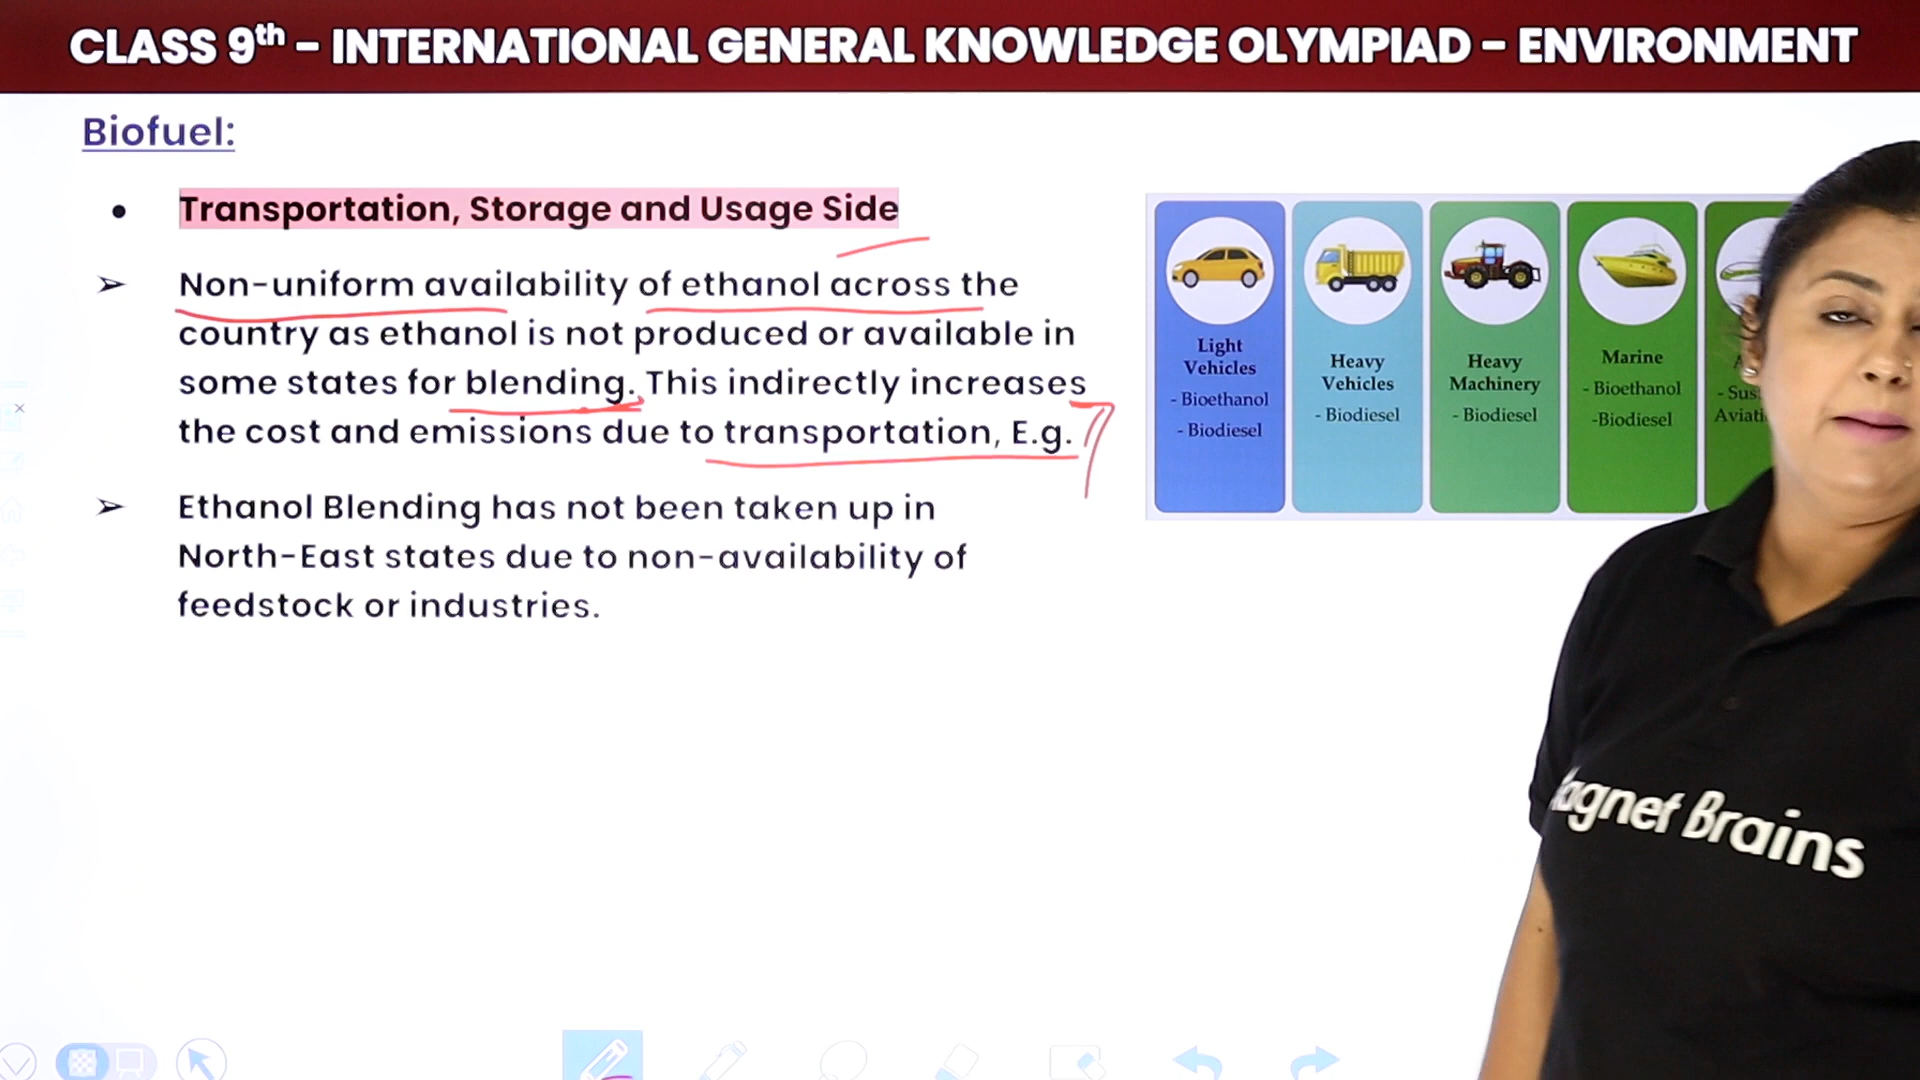 CLASS 9th – INTERNATIONAL GENERAL KNOWLEDGE OLYMPIAD – ENVIRONMENT
Biofuel:
• Transportation, Storage and Usage Side
➢ Non-uniform availability of ethanol across the
country as ethanol is not produced or available in
some states for blending. This indirectly increases
the cost and emissions due to transportation, E.g.
➢ Ethanol Blending has not been taken up in
North-East states due to non-availability of
feedstock or industries.
Light
Vehicles
- Bioethanol
- Biodiesel
Heavy
Vehicles
- Biodiesel
Heavy
Machinery
- Biodiesel
Marine
- Bioethanol
-Biodiesel
Brains